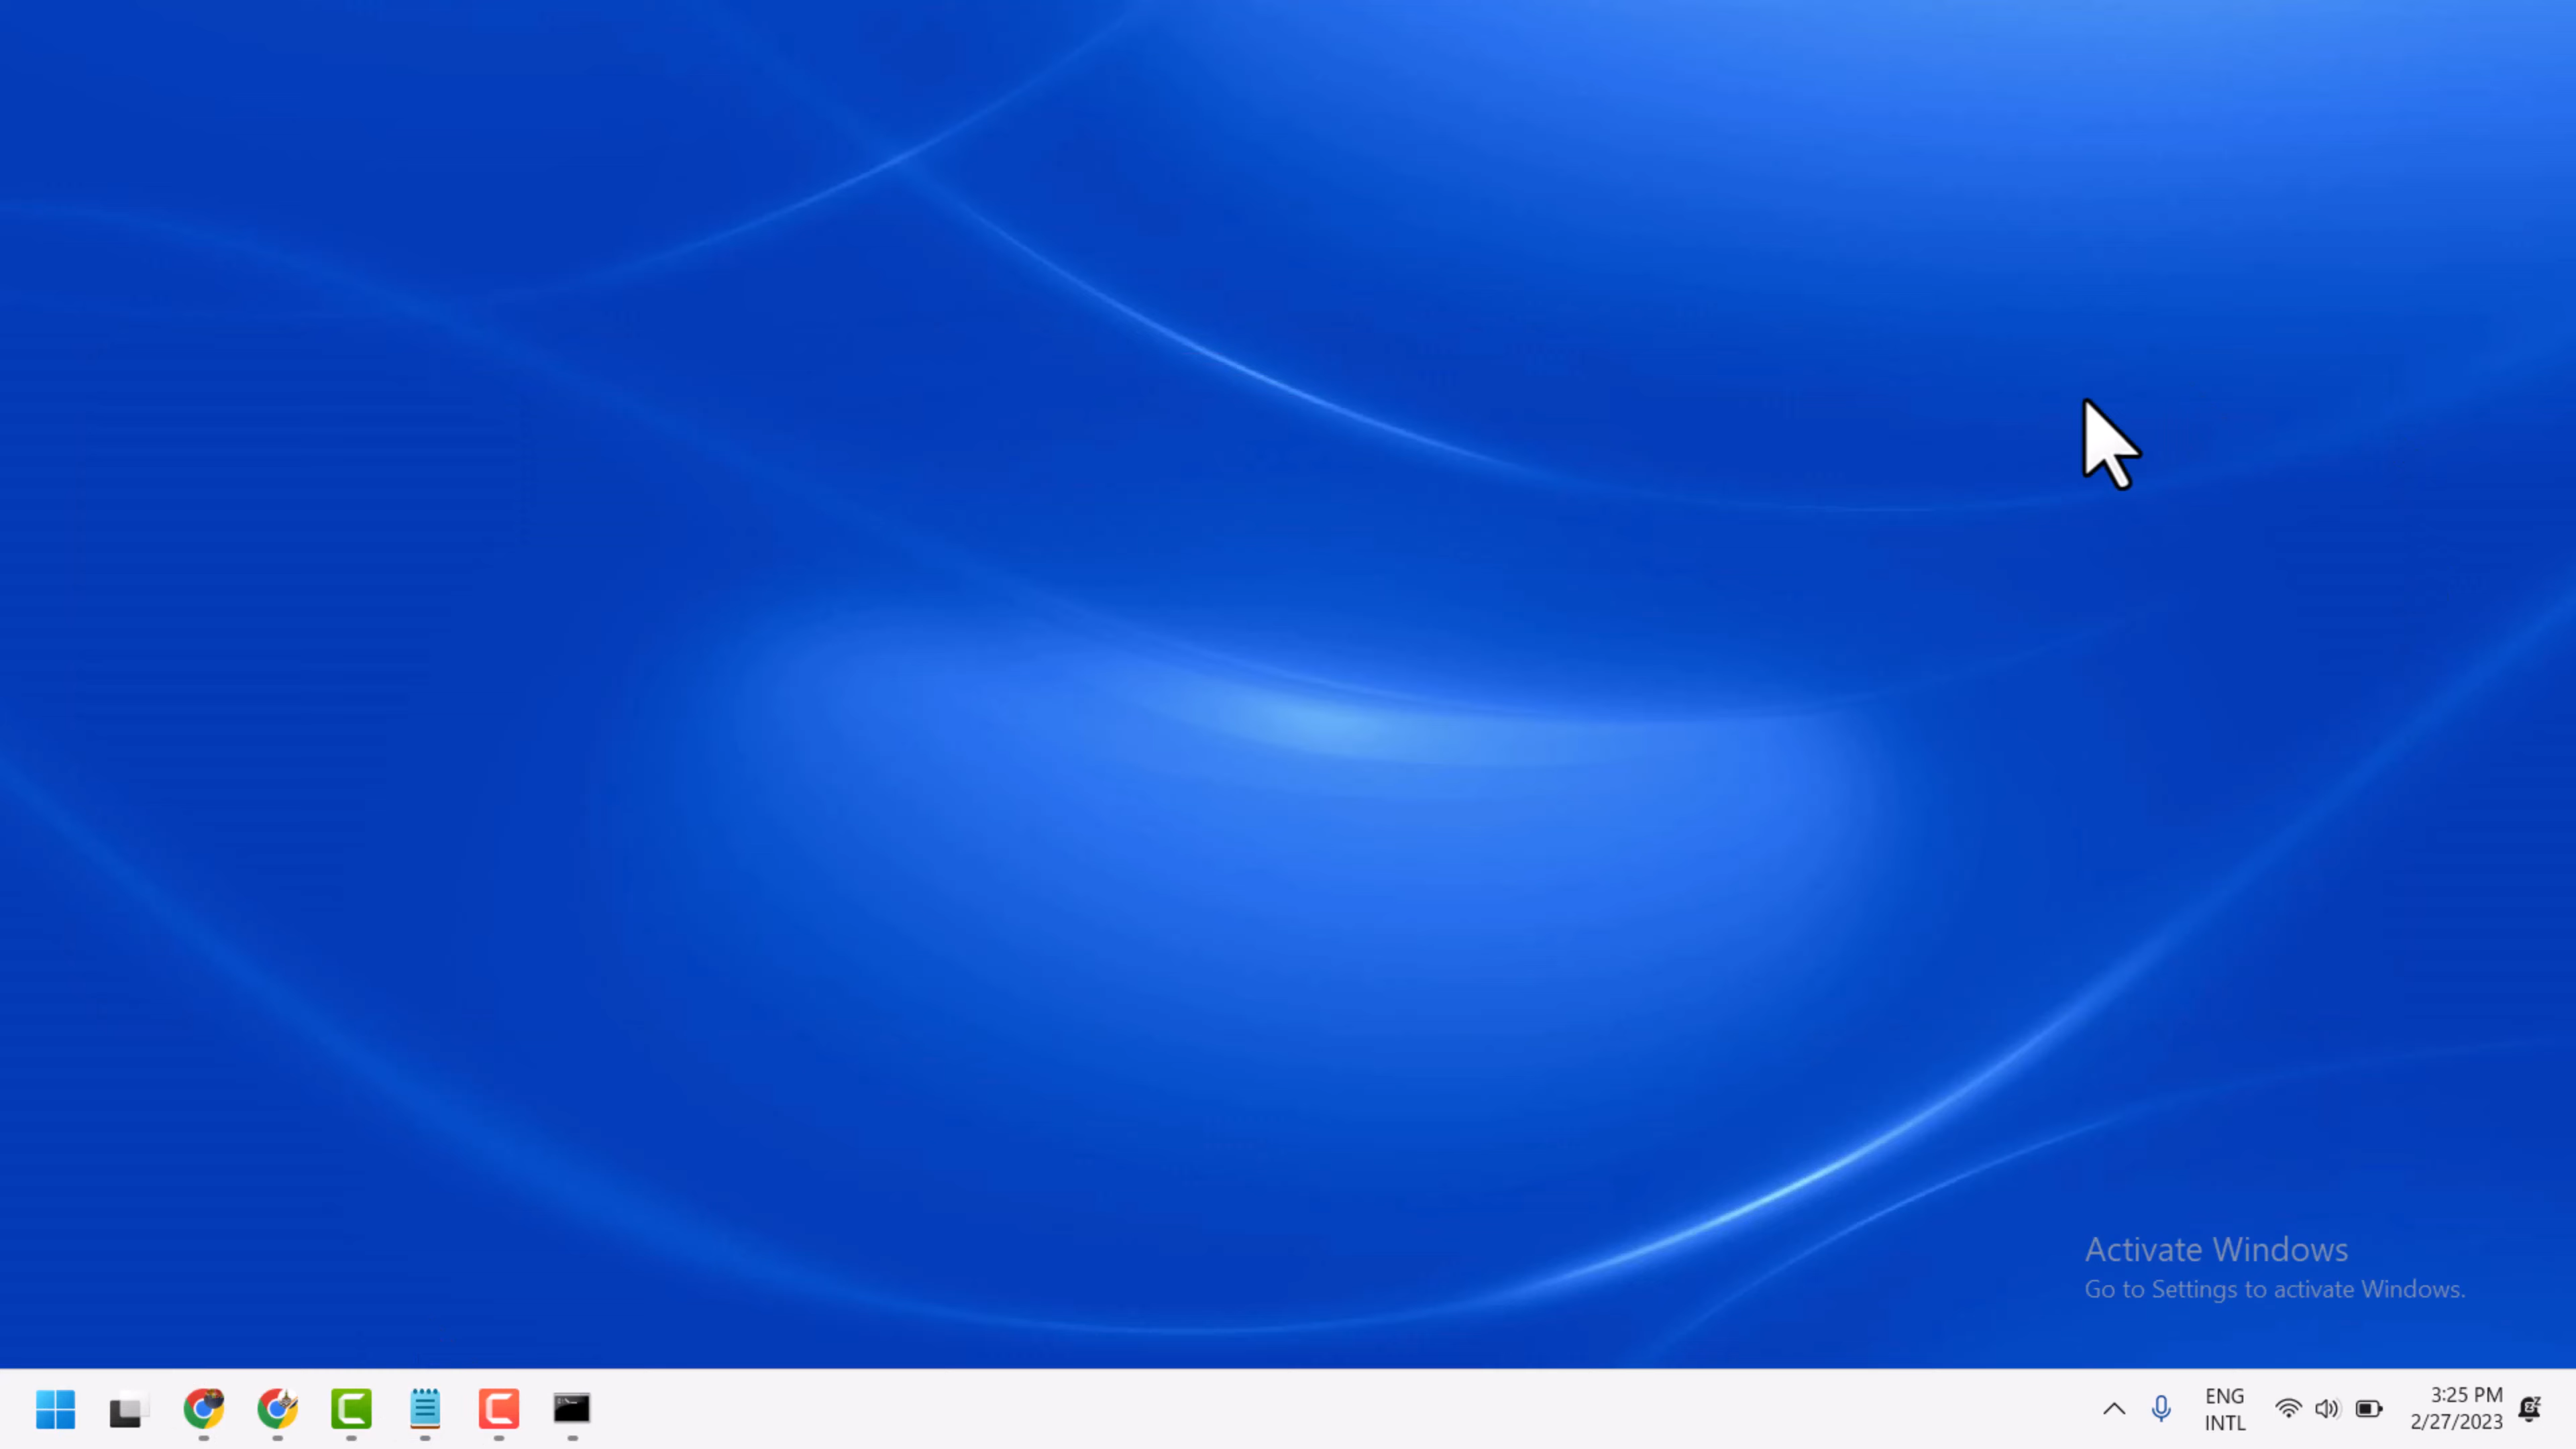 Activate Windows
Go to Settings to activate Windows.
ENG
INTL
3:25 PM
2/27/2023